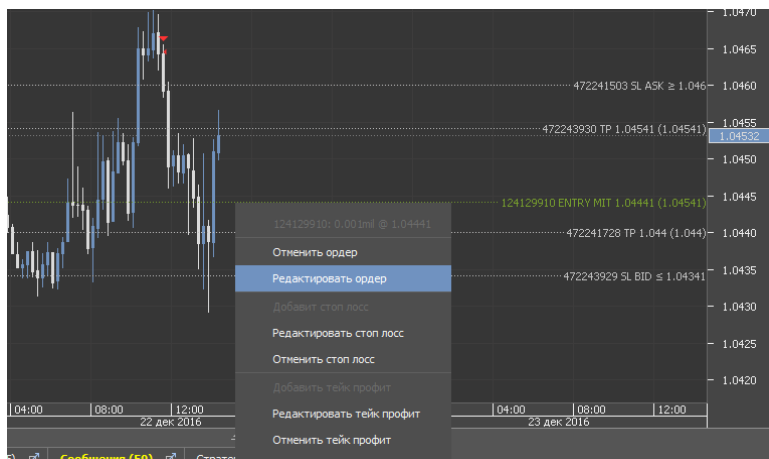 1.0470
1.0465
472241503 SL ASK ≥ 1.046
1.0460
1.0455
472243930 TP 1.04541 (1.04541)
1.04532
1.0450
1.0445
124129910 ENTRY MIT 1.04441 (1.04541)
124129910: 0.001mil @ 1.04441
472241728 TP 1.044 (1.044)
1.0440
Отменить ордер
Редактировать ордер
472243929 SL BID ≤ 1.04341
1.0435
Добавит стоп лосс
1.0430
Редактировать стоп лосс
1.0425
Отменить стоп лосс
Добавить тейк профит
1.0420
04:00 08:00 12:00 04:00 08:00 12:00
Редактировать тейк профит
22 дек 2016 23 дек 2016
Отменить тейк профит
Сообщения (50)